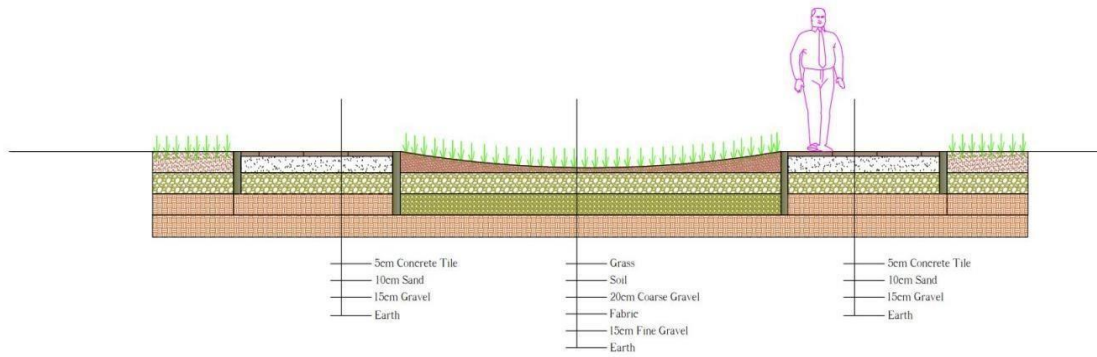 5cm Concrete Tile
10cm Sand
15cm Gravel
Earth
Grass
Soil
20cm Coarse Gravel
Fabric
15cm Fine Gravel
Earth
5cm Concrete Tile
10cm Sand
15cm Gravel
Earth